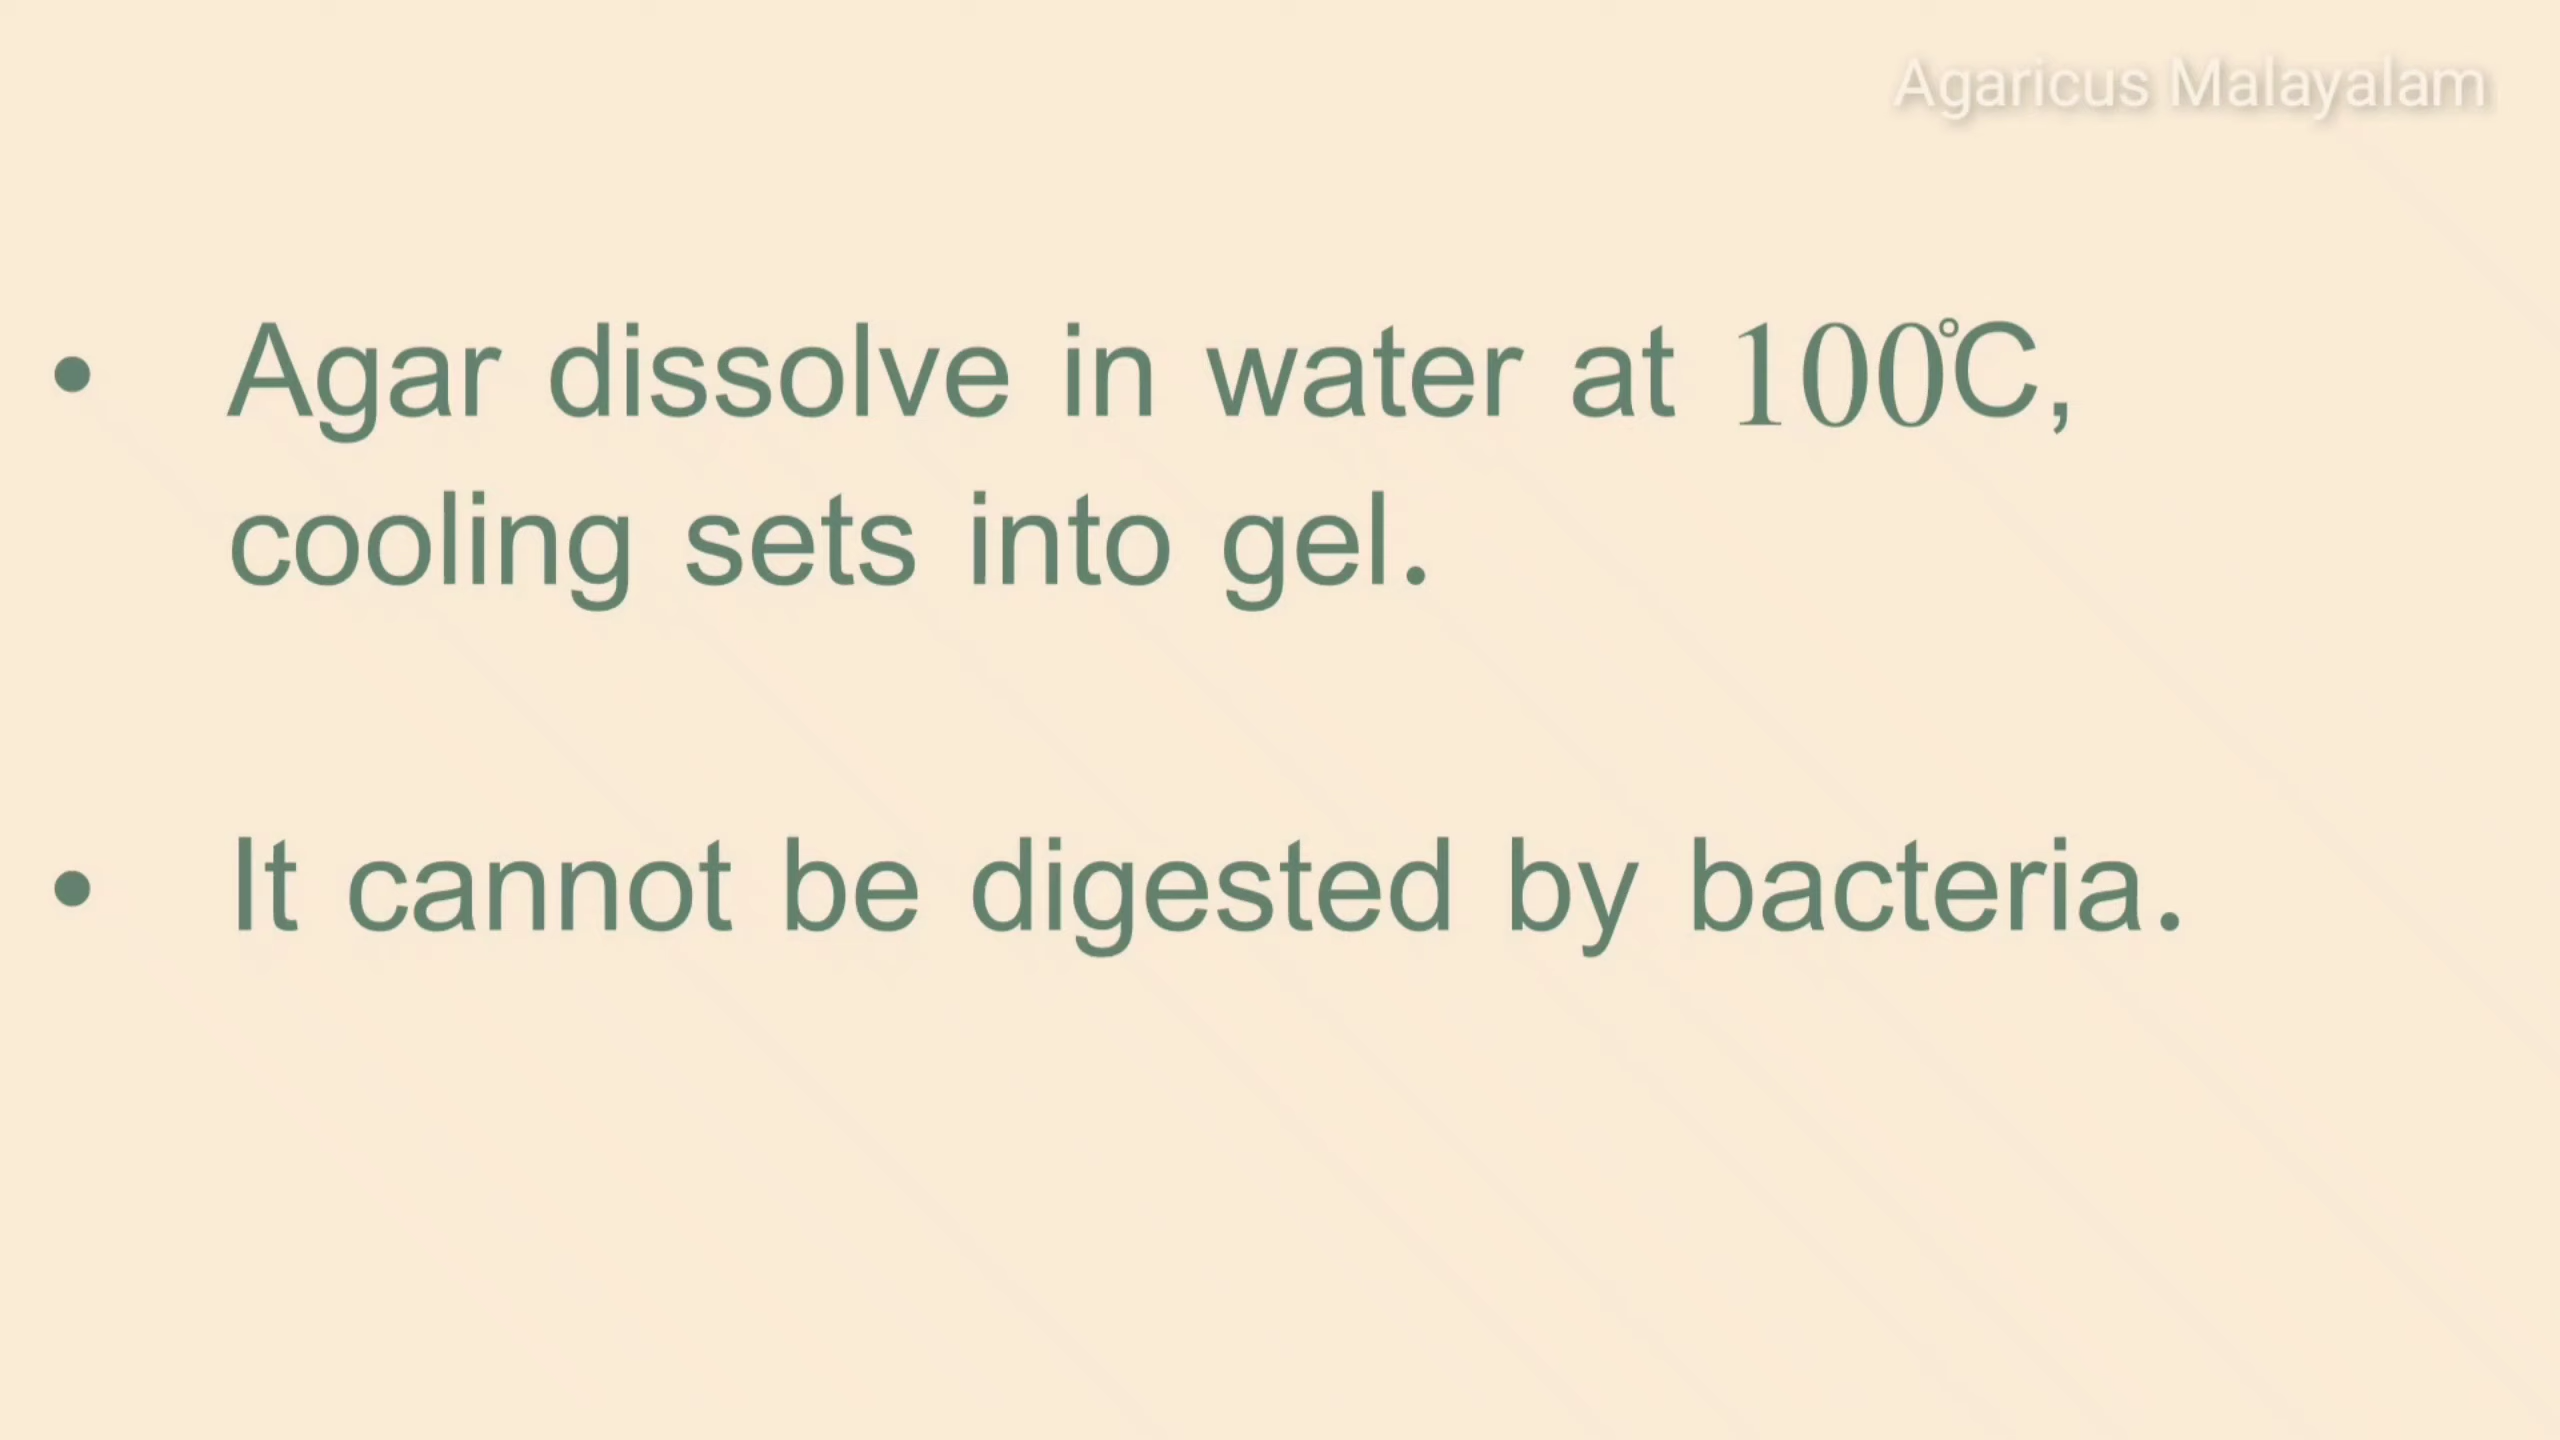 Agaricus Malayalam
• Agar dissolve in water at 100°C,
cooling sets into gel.
• It cannot be digested by bacteria.